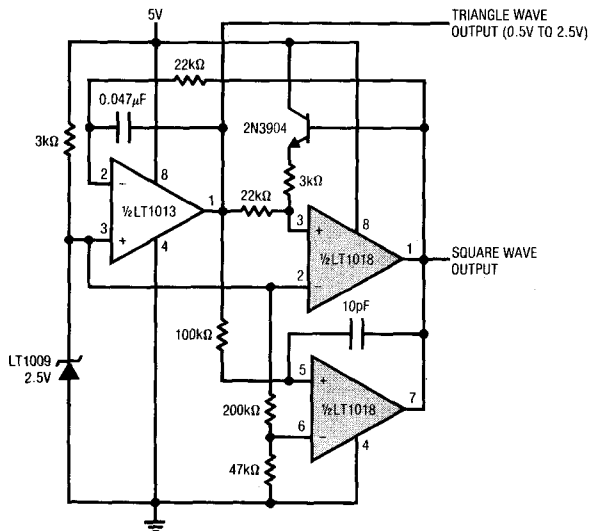 5V
TRIANGLE WAVE
OUTPUT (0.5V TO 2.5V)
22kΩ
0.047µF
2N3904
3kΩ
3kΩ
2
−
8
½LT1013
1
22kΩ
3
+
4
3
+
8
½LT1018
1
SQUARE WAVE
OUTPUT
2
−
10pF
100kΩ
LT1009
2.5V
5
+
½LT1018
7
200kΩ
6
−
4
47kΩ